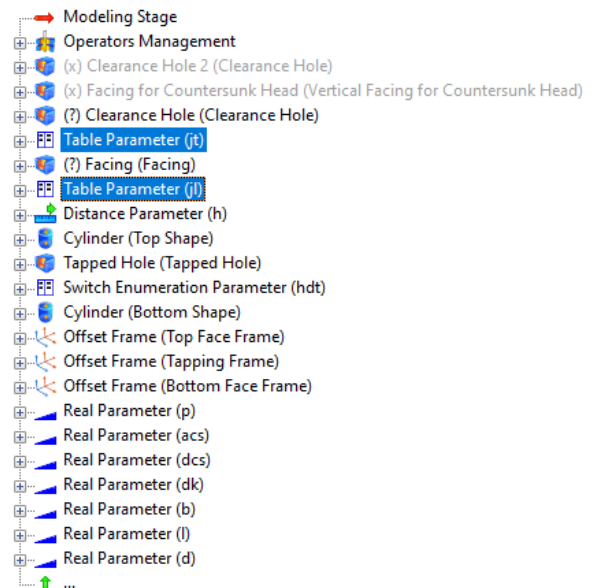 Modeling Stage
Operators Management
(x) Clearance Hole 2 (Clearance Hole)
(x) Facing for Countersunk Head (Vertical Facing for Countersunk Head)
(?) Clearance Hole (Clearance Hole)
Table Parameter (jt)
(?) Facing (Facing)
Table Parameter (jl)
Distance Parameter (h)
Cylinder (Top Shape)
Tapped Hole (Tapped Hole)
Switch Enumeration Parameter (hdt)
Cylinder (Bottom Shape)
Offset Frame (Top Face Frame)
Offset Frame (Tapping Frame)
Offset Frame (Bottom Face Frame)
Real Parameter (p)
Real Parameter (acs)
Real Parameter (dcs)
Real Parameter (dk)
Real Parameter (b)
Real Parameter (l)
Real Parameter (d)
...